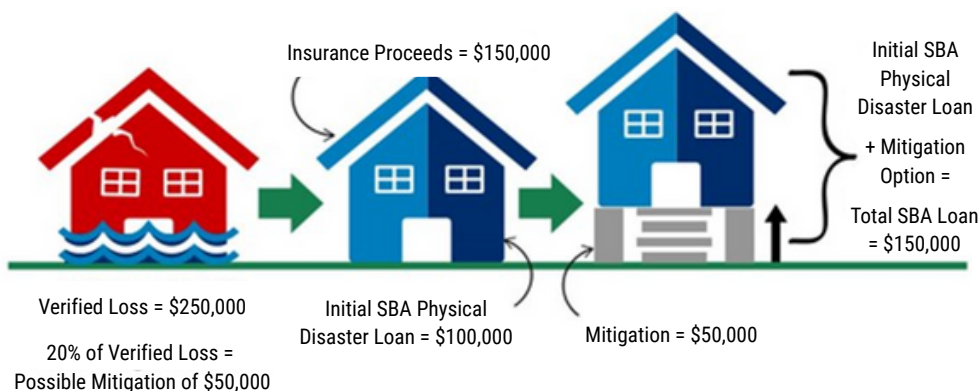 Insurance Proceeds = $150,000
Initial SBA
Physical
Disaster Loan
+ Mitigation
Option =
Total SBA Loan
= $150,000
Verified Loss = $250,000
20% of Verified Loss =
Possible Mitigation of $50,000
Initial SBA Physical
Disaster Loan = $100,000
Mitigation = $50,000